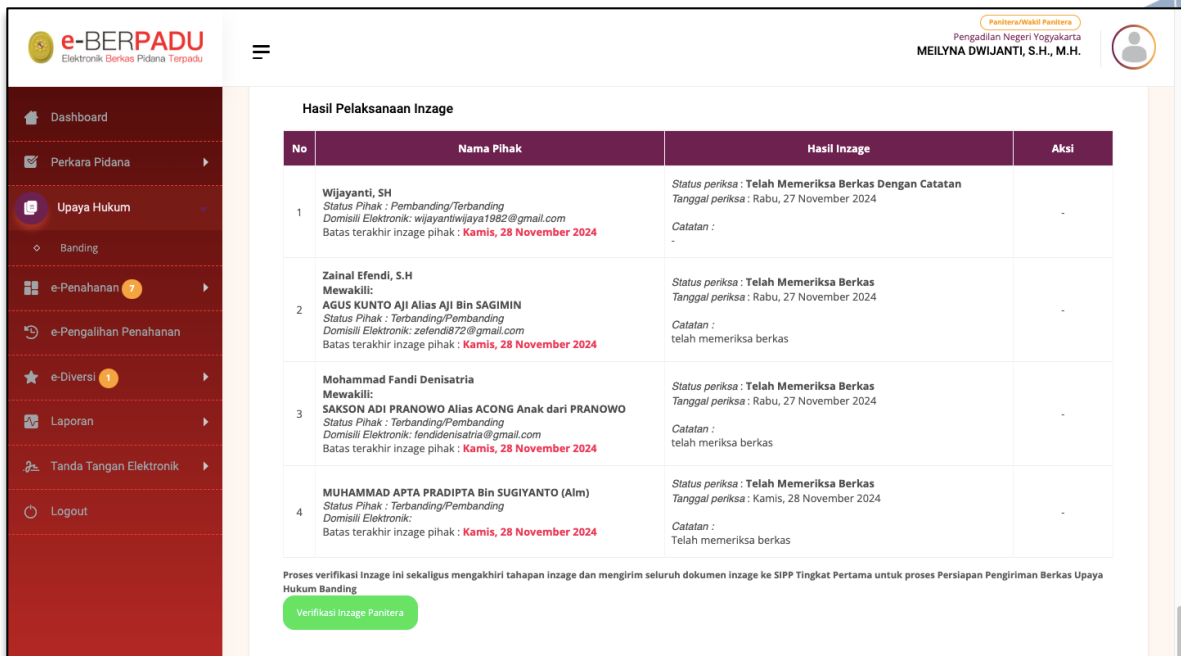 e-BERPADU
Elektronik Berkas Pidana Terpadu
Panitera/Wakil Panitera
Pengadilan Negeri Yogyakarta
MEILYNA DWIJANTI, S.H., M.H.
Dashboard
Perkara Pidana
Upaya Hukum
Banding
e-Penahanan 7
e-Pengalihan Penahanan
e-Diversi 1
Laporan
Tanda Tangan Elektronik
Logout
Hasil Pelaksanaan Inzage
No Nama Pihak Hasil Inzage Aksi
1
Wijayanti, SH
Status Pihak : Pembanding/Terbanding
Domisili Elektronik: wijayantiwijaya1982@gmail.com
Batas terakhir inzage pihak : Kamis, 28 November 2024
Status periksa : Telah Memeriksa Berkas Dengan Catatan
Tanggal periksa : Rabu, 27 November 2024
Catatan :
-
-
2
Zainal Efendi, S.H
Mewakili:
AGUS KUNTO AJI Alias AJI Bin SAGIMIN
Status Pihak : Terbanding/Pembanding
Domisili Elektronik: zefendi872@gmail.com
Batas terakhir inzage pihak : Kamis, 28 November 2024
Status periksa : Telah Memeriksa Berkas
Tanggal periksa : Rabu, 27 November 2024
Catatan :
telah memeriksa berkas
-
3
Mohammad Fandi Denisatria
Mewakili:
SAKSON ADI PRANOWO Alias ACONG Anak dari PRANOWO
Status Pihak : Terbanding/Pembanding
Domisili Elektronik: fendidenisatria@gmail.com
Batas terakhir inzage pihak : Kamis, 28 November 2024
Status periksa : Telah Memeriksa Berkas
Tanggal periksa : Rabu, 27 November 2024
Catatan :
telah meriksa berkas
-
4
MUHAMMAD APTA PRADIPTA Bin SUGIYANTO (Alm)
Status Pihak : Terbanding/Pembanding
Domisili Elektronik:
Batas terakhir inzage pihak : Kamis, 28 November 2024
Status periksa : Telah Memeriksa Berkas
Tanggal periksa : Kamis, 28 November 2024
Catatan :
Telah memeriksa berkas
-
Proses verifikasi Inzage ini sekaligus mengakhiri tahapan inzage dan mengirim seluruh dokumen inzage ke SIPP Tingkat Pertama untuk proses Persiapan Pengiriman Berkas Upaya
Hukum Banding
Verifikasi Inzage Panitera